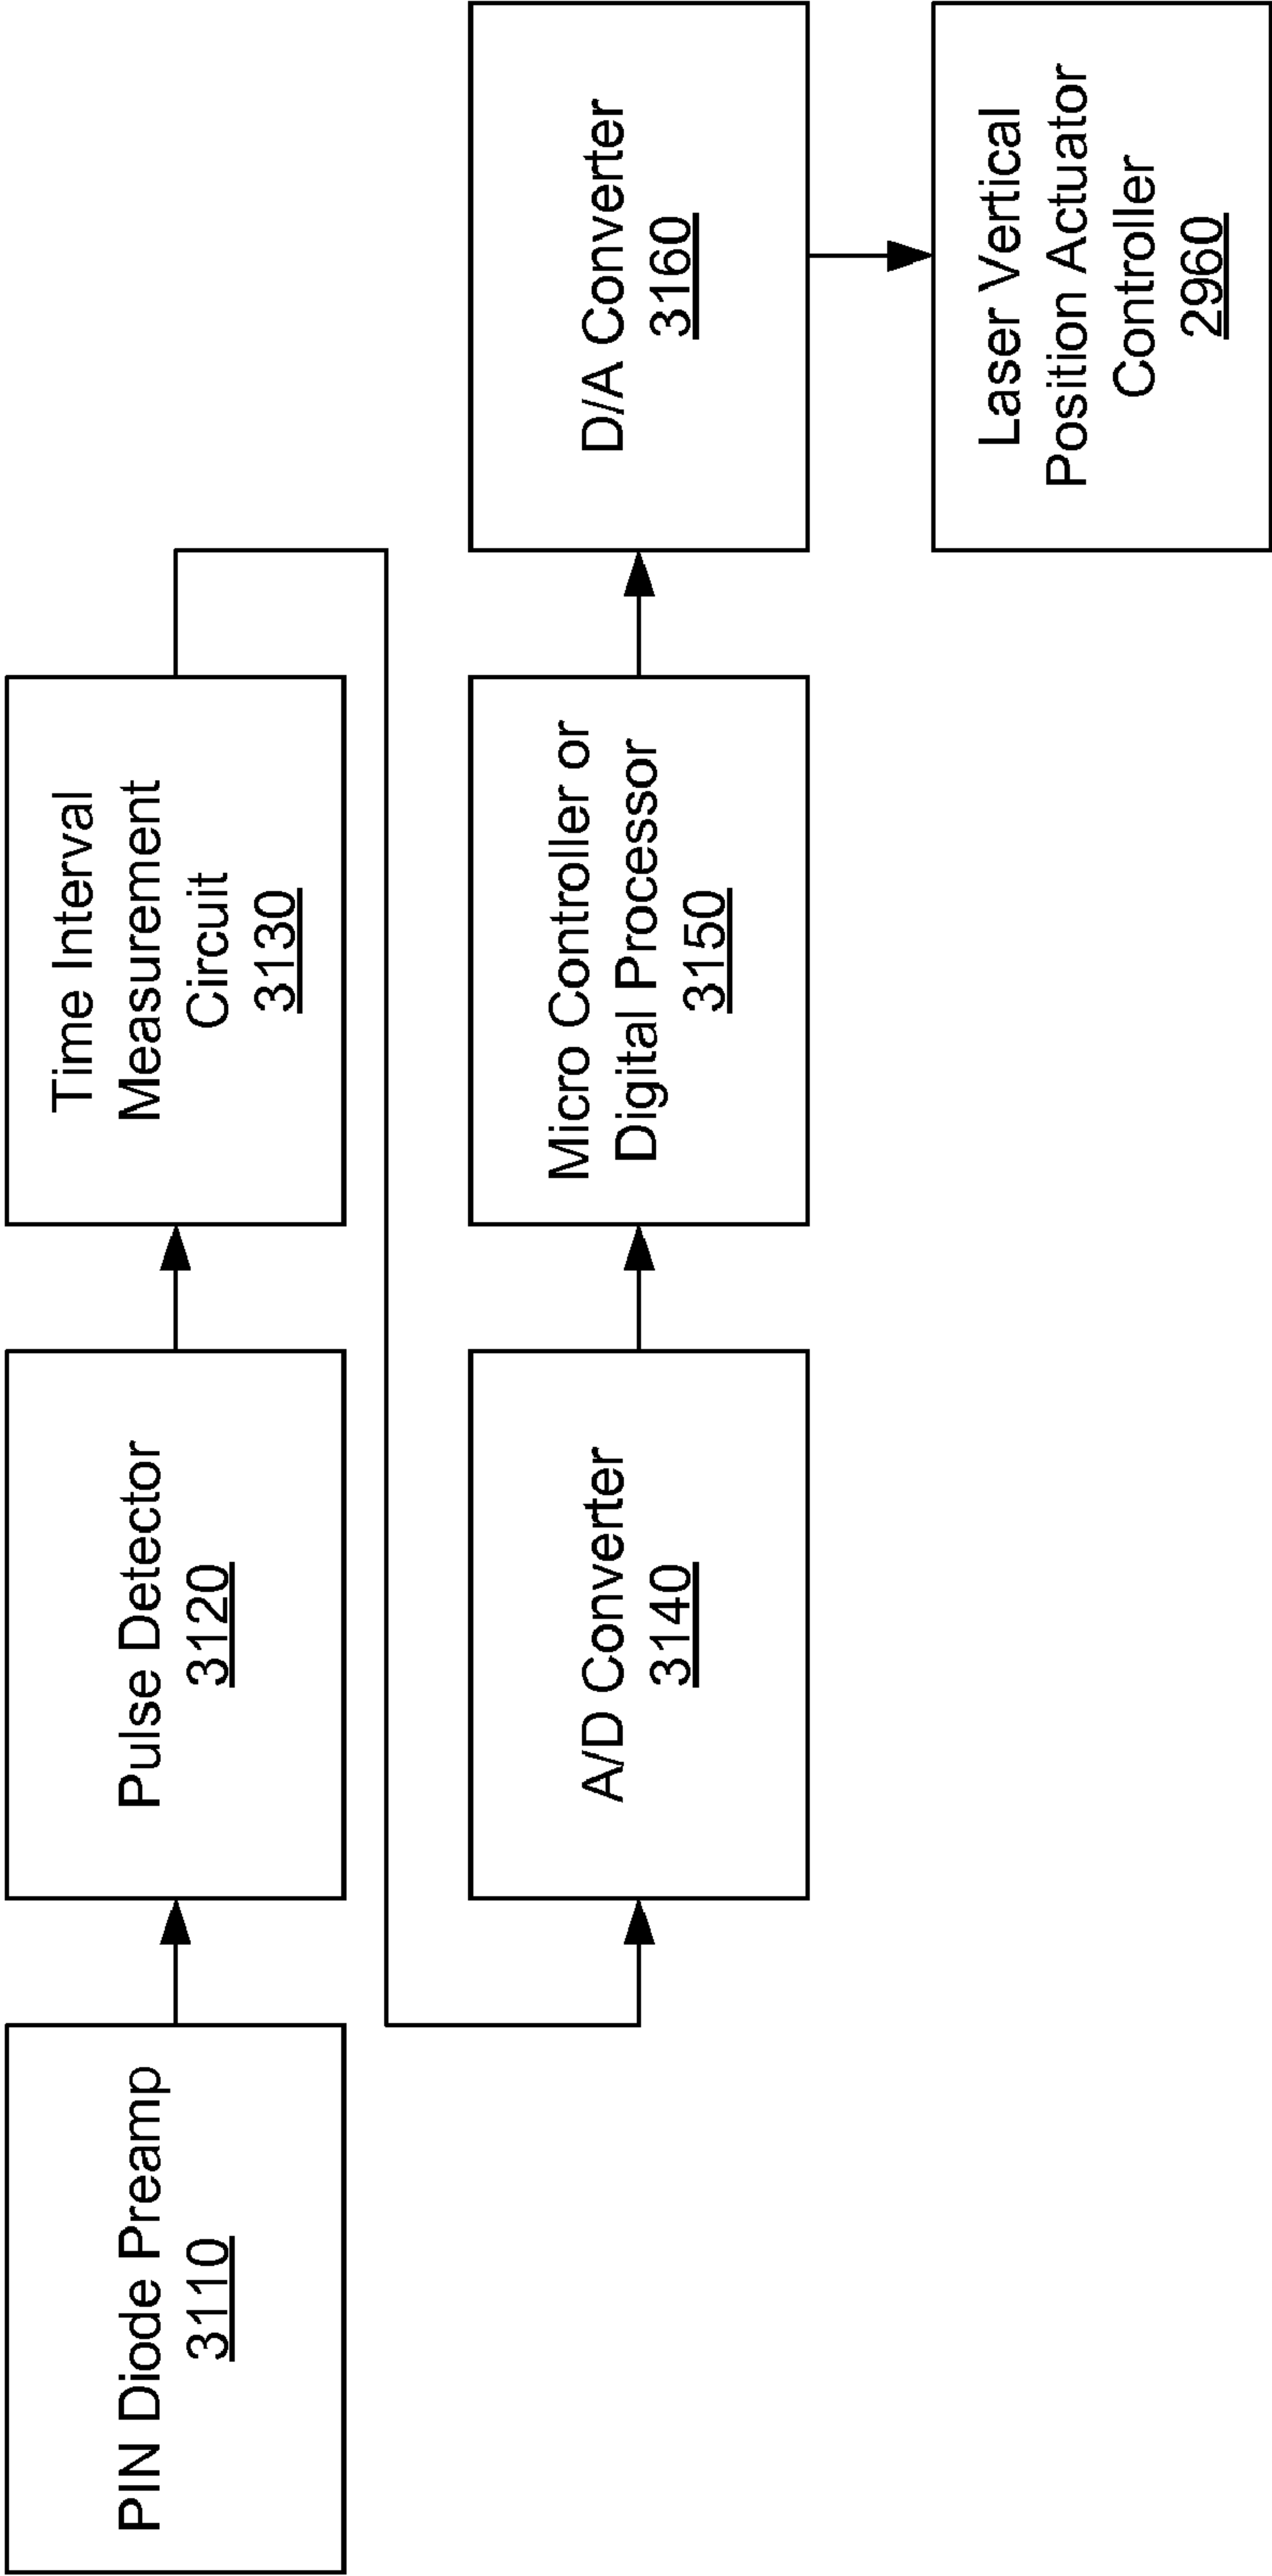 PIN Diode Preamp
3110
Pulse Detector
3120
Time Interval
Measurement
Circuit
3130
A/D Converter
3140
Micro Controller or
Digital Processor
3150
D/A Converter
3160
Laser Vertical
Position Actuator
Controller
2960